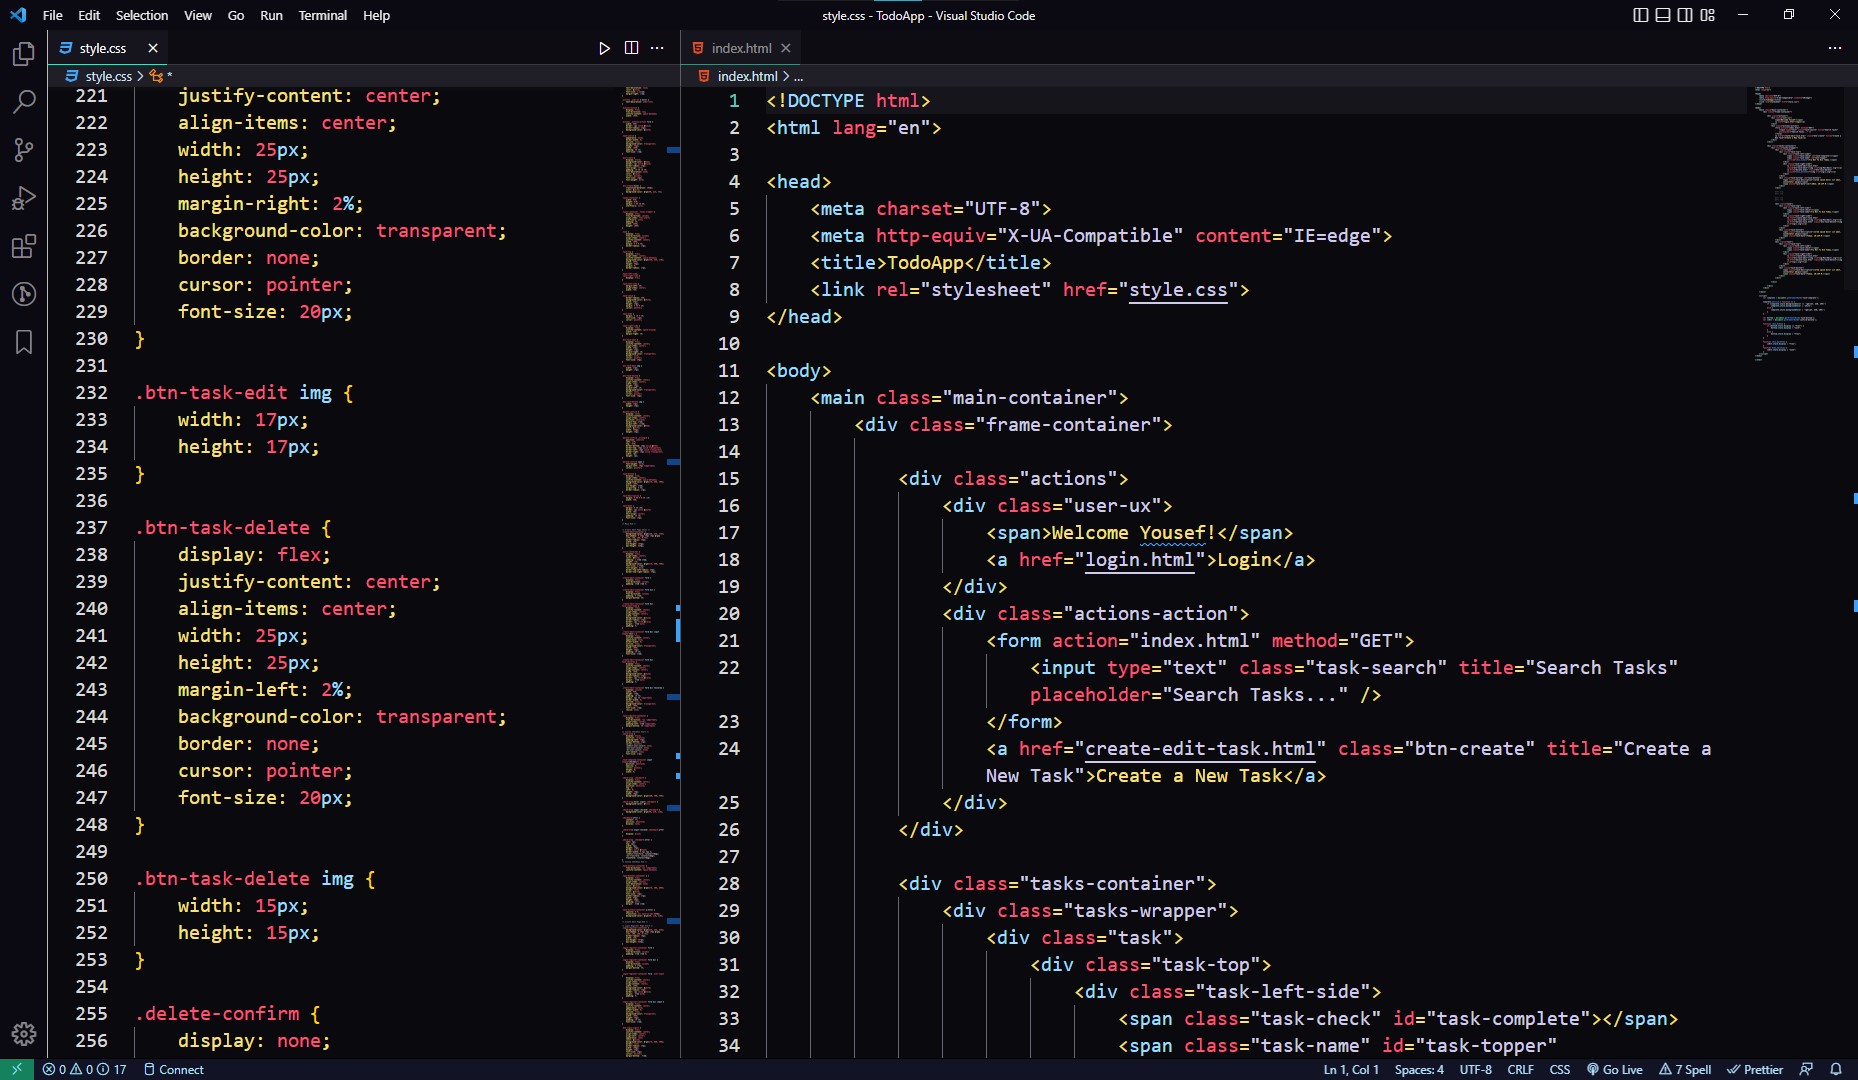 File Edit Selection View Go Run Terminal Help
style.css - TodoApp - Visual Studio Code
style.css
style.css > *
221 justify-content: center;
222 align-items: center;
223 width: 25px;
224 height: 25px;
225 margin-right: 2%;
226 background-color: transparent;
227 border: none;
228 cursor: pointer;
229 font-size: 20px;
230 }
231
232 .btn-task-edit img {
233 width: 17px;
234 height: 17px;
235 }
236
237 .btn-task-delete {
238 display: flex;
239 justify-content: center;
240 align-items: center;
241 width: 25px;
242 height: 25px;
243 margin-left: 2%;
244 background-color: transparent;
245 border: none;
246 cursor: pointer;
247 font-size: 20px;
248 }
249
250 .btn-task-delete img {
251 width: 15px;
252 height: 15px;
253 }
254
255 .delete-confirm {
256 display: none;
index.html
index.html > ...
1 <!DOCTYPE html>
2 <html lang="en">
3
4 <head>
5 <meta charset="UTF-8">
6 <meta http-equiv="X-UA-Compatible" content="IE=edge">
7 <title>TodoApp</title>
8 <link rel="stylesheet" href="style.css">
9 </head>
10
11 <body>
12 <main class="main-container">
13 <div class="frame-container">
14
15 <div class="actions">
16 <div class="user-ux">
17 <span>Welcome Yousef!</span>
18 <a href="login.html">Login</a>
19 </div>
20 <div class="actions-action">
21 <form action="index.html" method="GET">
22 <input type="text" class="task-search" title="Search Tasks"
placeholder="Search Tasks..." />
23 </form>
24 <a href="create-edit-task.html" class="btn-create" title="Create a
New Task">Create a New Task</a>
25 </div>
26 </div>
27
28 <div class="tasks-container">
29 <div class="tasks-wrapper">
30 <div class="task">
31 <div class="task-top">
32 <div class="task-left-side">
33 <span class="task-check" id="task-complete"></span>
34 <span class="task-name" id="task-topper"
0 0 17 Connect
Ln 1, Col 1 Spaces: 4 UTF-8 CRLF CSS Go Live 7 Spell Prettier